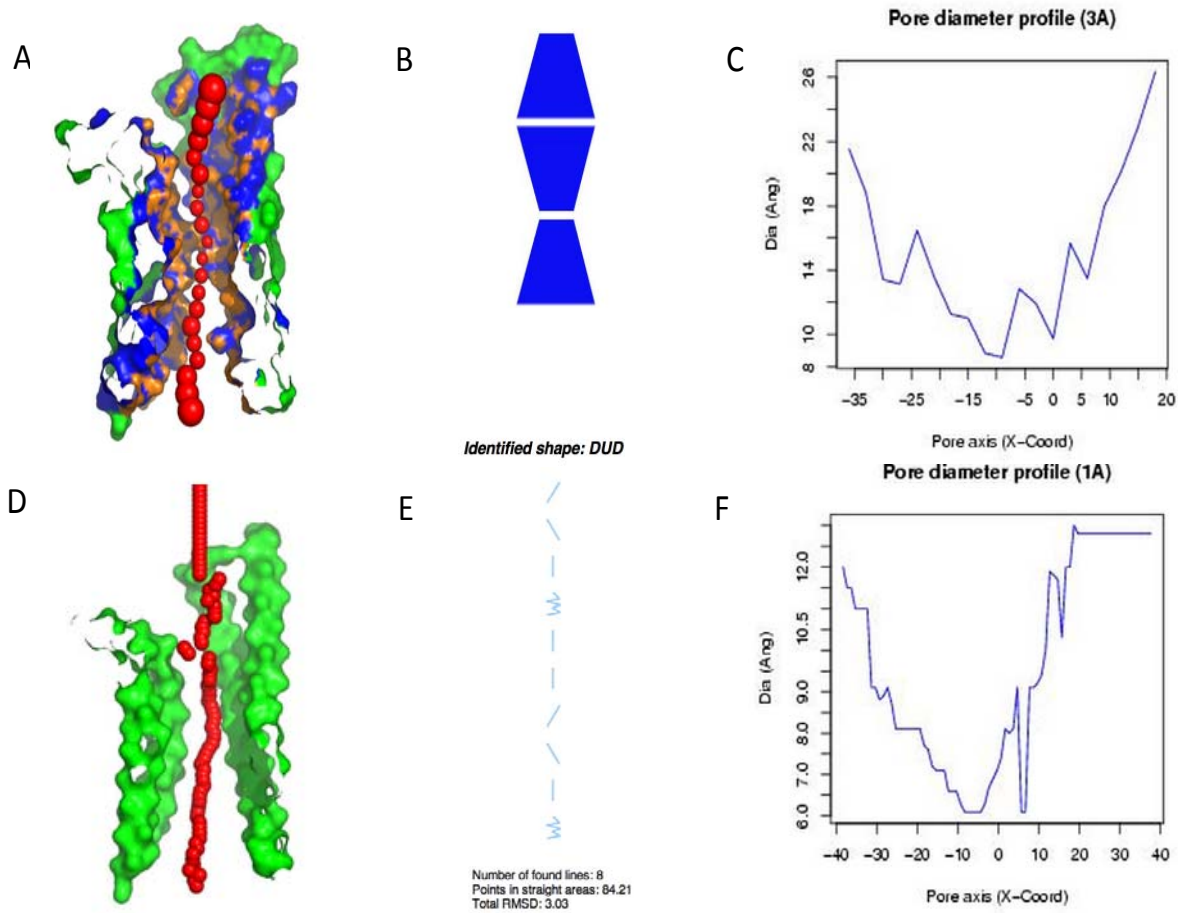 A
B
C
Pore diameter profile (3A)
Dia (Ang)
26
22
18
14
10
8
-35
-25
-15
-5
0
5
10
20
Pore axis (X-Coord)
Identified shape: DUD
D
E
F
Pore diameter profile (1A)
Dia (Ang)
12.0
10.5
9.0
8.0
7.0
6.0
-40
-30
-20
-10
0
10
20
30
40
Pore axis (X-Coord)
Number of found lines: 8
Points in straight areas: 84.21
Total RMSD: 3.03